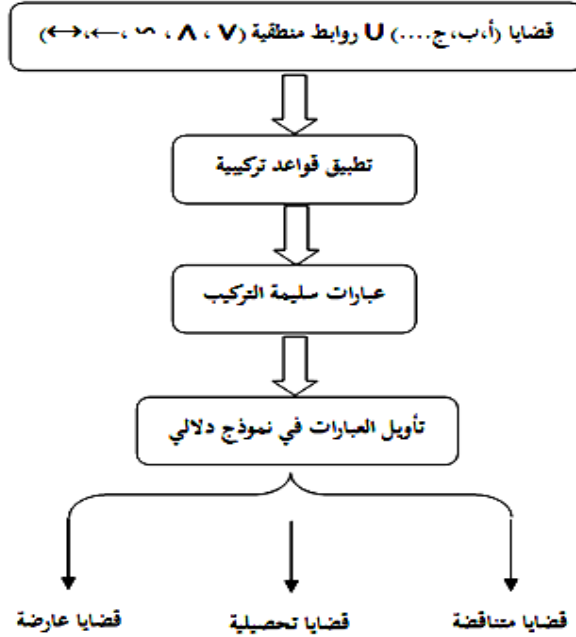 قضايا (أ،ب،ج....) U روابط منطقية (∨ ، ∧ ، ∽ ،←،↔)
تطبيق قواعد تركيبية
عبارات سليمة التركيب
تأويل العبارات في نموذج دلالي
قضايا متناقضة
قضايا تحصيلية
قضايا عارضة